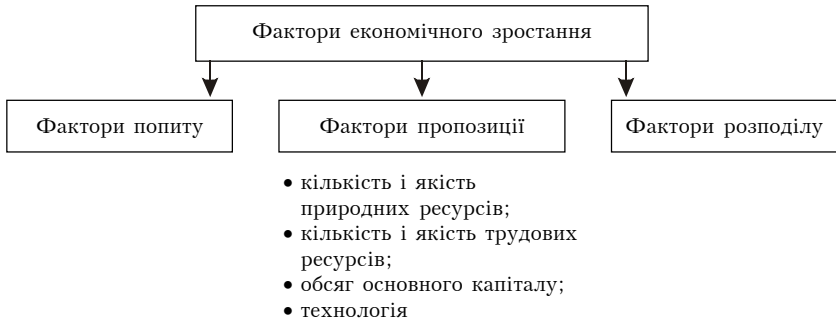 Фактори економічного зростання
Фактори попиту
Фактори пропозиції
Фактори розподілу
• кількість і якість
природних ресурсів;
• кількість і якість трудових
ресурсів;
• обсяг основного капіталу;
• технологія